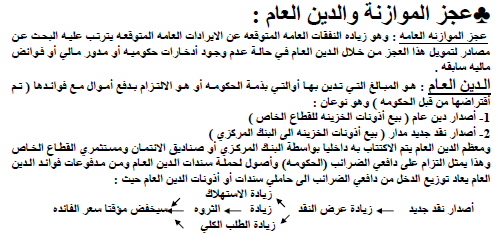 ♣عجز الموازنة والدين العام :
عجز الموازنه العامه : وهو زياده النفقات العامه المتوقعه عن الايرادات العامه المتوقعه يترتب عليه البحث عن
مصادر لتمويل هذا العجز من خلال الدين العام في حالة عدم وجود أدخارات حكوميه أو مدور مالي أو فوائض
ماليه سابقه .
الدين العام : هو المبالغ التي تدين بها أوالتي بذمة الحكومه أو هو الالتزام بدفع أموال مع فوائدها ( تم
أقتراضها من قبل الحكومه ) وهو نوعان :
1- أصدار دين عام ( بيع أذونات الخزينه للقطاع الخاص )
2- أصدار نقد جديد مدار ( بيع أذونات الخزينه الى البنك المركزي )
ومعظم الدين العام يتم الاكتتاب به داخليا بواسطة البنك المركزي أو صناديق الائتمان ومستثمري القطاع الخاص
وهذا يمثل التزام على دافعي الضرائب (الحكومه) وأصول لحملة سندات الدين العام ومن مدفوعات فوائد الدين
العام يعاد توزيع الدخل من دافعي الضرائب الى حاملي سندات أو أذونات الدين العام حيث :
زيادة الاستهلاك
أصدار نقد جديد ← زيادة عرض النقد ← زيادة الثروه ← سيخفض مؤقتا سعر الفائده
زيادة الطلب الكلي